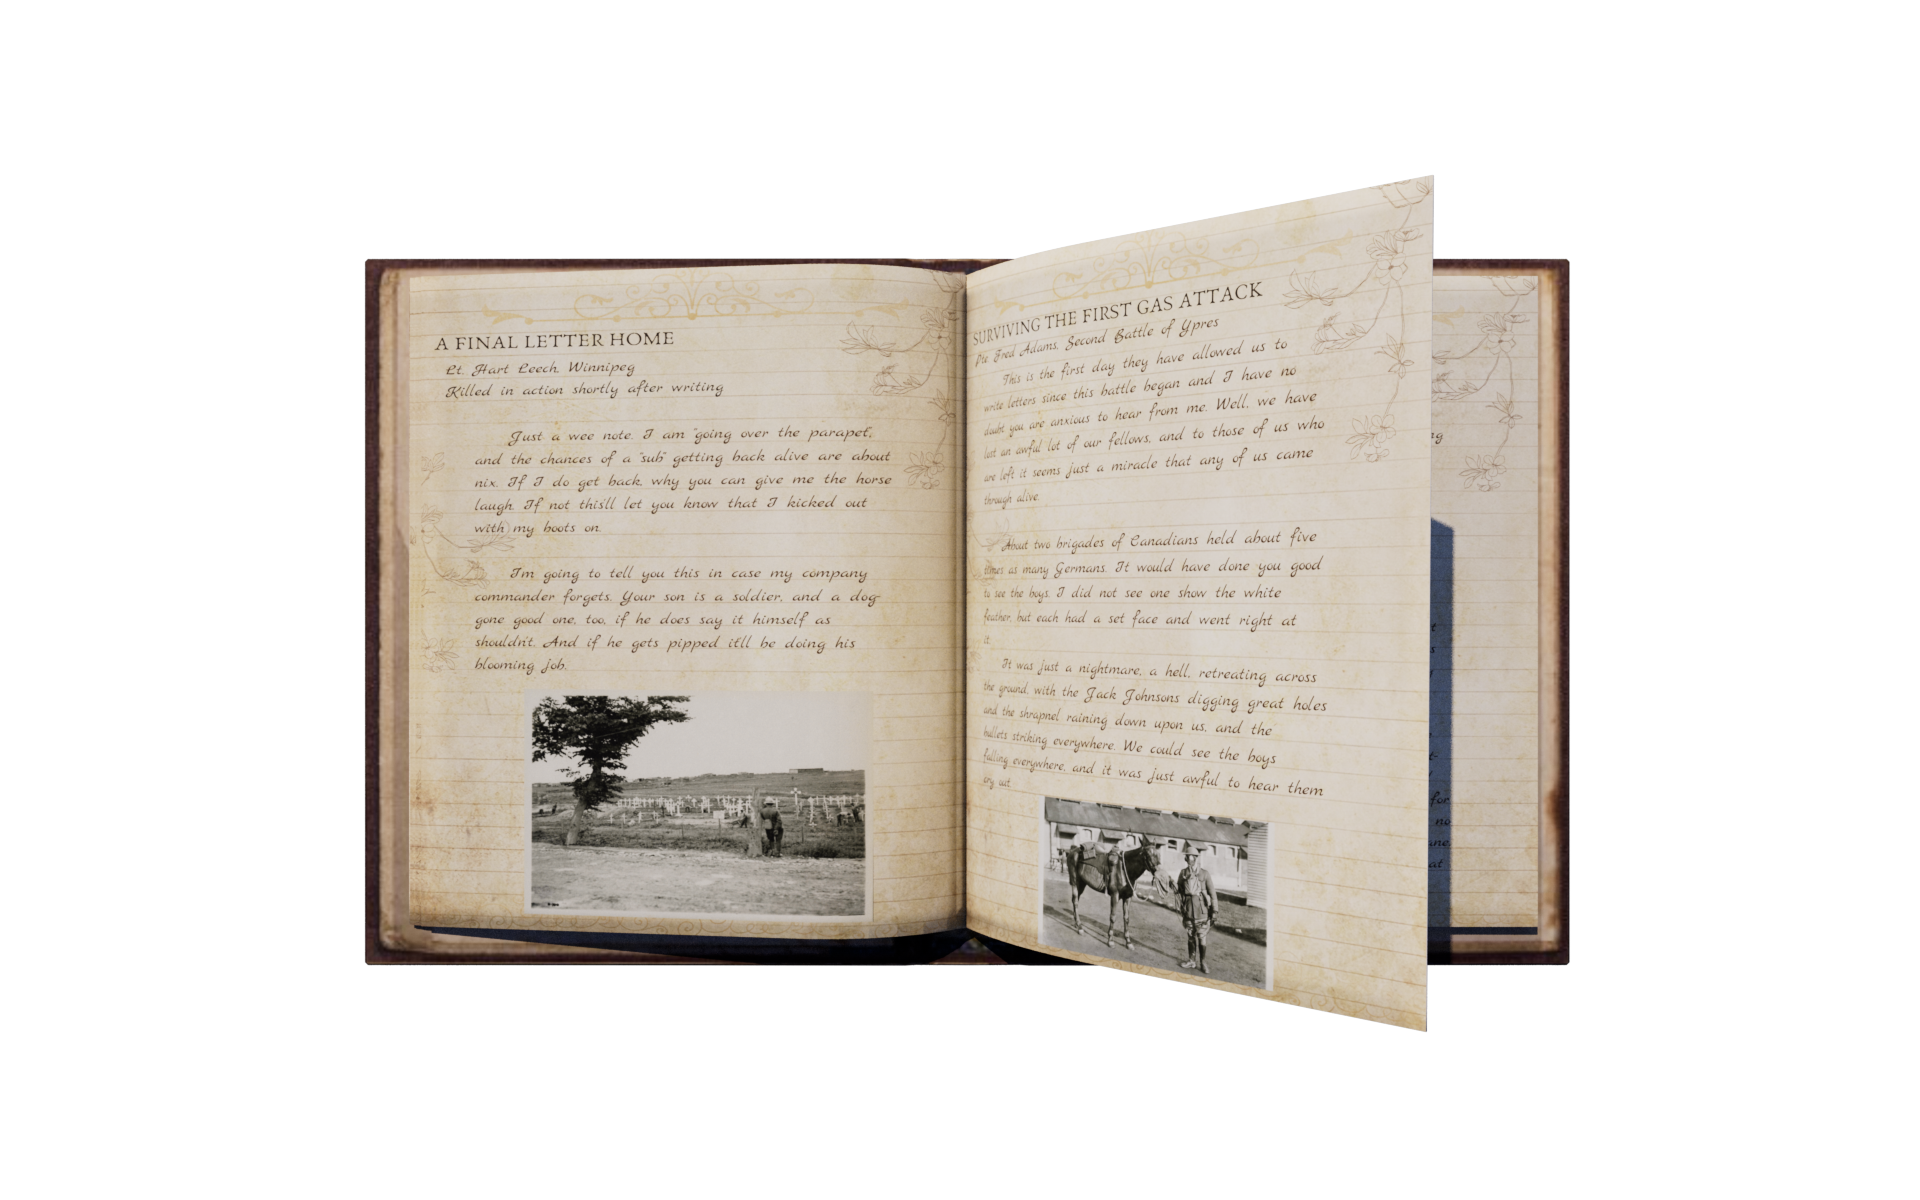 A FINAL LETTER HOME
Lt. Hart Leech, Winnipeg
Killed in action shortly after writing
Just a wee note. I am "going over the parapet",
and the chances of a "sub" getting back alive are about
nix. If I do get back, why you can give me the horse
laugh. If not this'll let you know that I kicked out
with my boots on.
I'm going to tell you this in case my company
commander forgets. Your son is a soldier, and a dog-
gone good one, too, if he does say it himself as
shouldn't. And if he gets pipped it'll be doing his
blooming job.
SURVIVING THE FIRST GAS ATTACK
Pte. Fred Adams, Second Battle of Ypres
This is the first day they have allowed us to
write letters since this battle began and I have no
doubt you are anxious to hear from me. Well, we have
lost an awful lot of our fellows, and to those of us who
are left it seems just a miracle that any of us came
through alive.
About two brigades of Canadians held about five
times as many Germans. It would have done you good
to see the boys. I did not see one show the white
feather, but each had a set face and went right at
it.
It was just a nightmare, a hell, retreating across
the ground, with the Jack Johnsons digging great holes
and the shrapnel raining down upon us, and the
bullets striking everywhere. We could see the boys
falling everywhere, and it was just awful to hear them
cry out
for
no
at